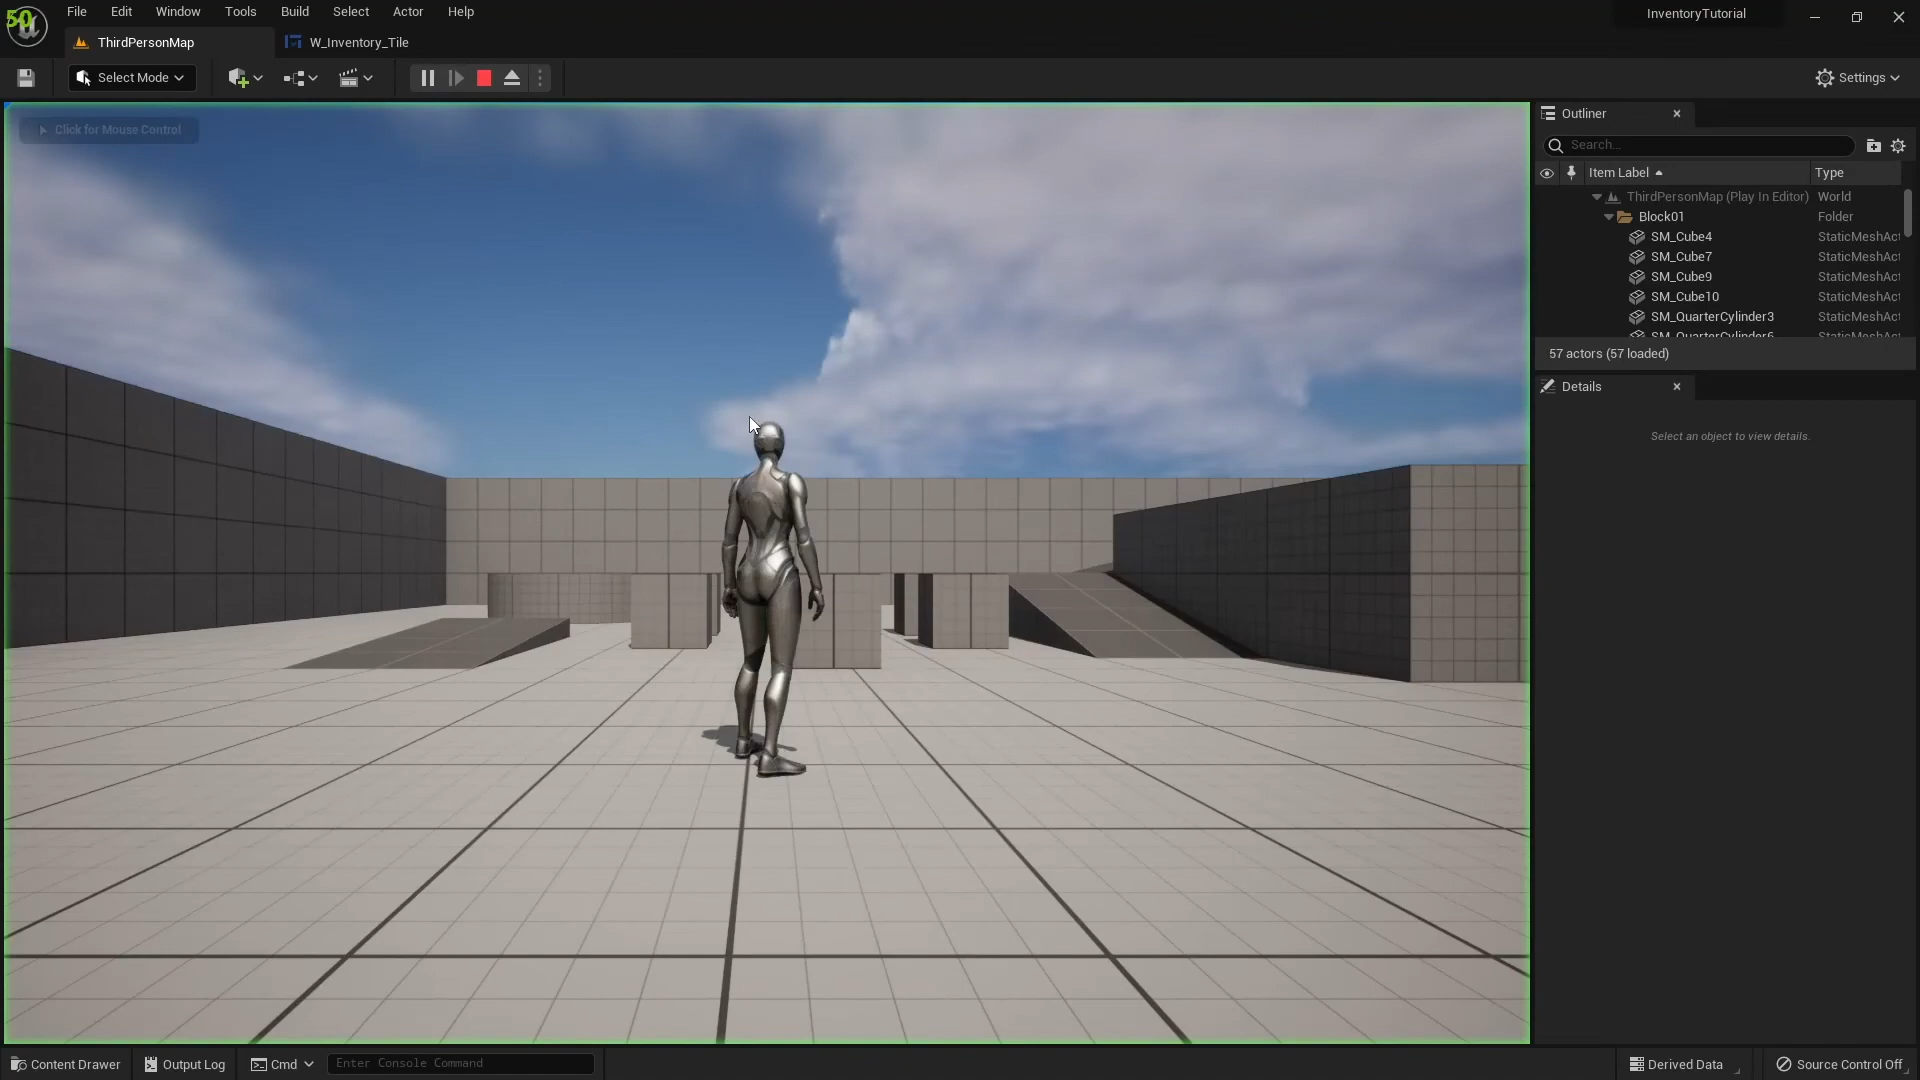 50
File Edit Window Tools Build Select Actor Help
InventoryTutorial
ThirdPersonMap
W_Inventory_Tile
Select Mode
Settings
Click for Mouse Control
Outliner
Search...
Item Label Type
ThirdPersonMap (Play In Editor) World
Block01 Folder
SM_Cube4 StaticMeshAct
SM_Cube7 StaticMeshAct
SM_Cube9 StaticMeshAct
SM_Cube10 StaticMeshAct
SM_QuarterCylinder3 StaticMeshAct
SM_QuarterCylinder6 StaticMeshAct
57 actors (57 loaded)
Details
Select an object to view details.
Content Drawer Output Log Cmd Enter Console Command Derived Data Source Control Off